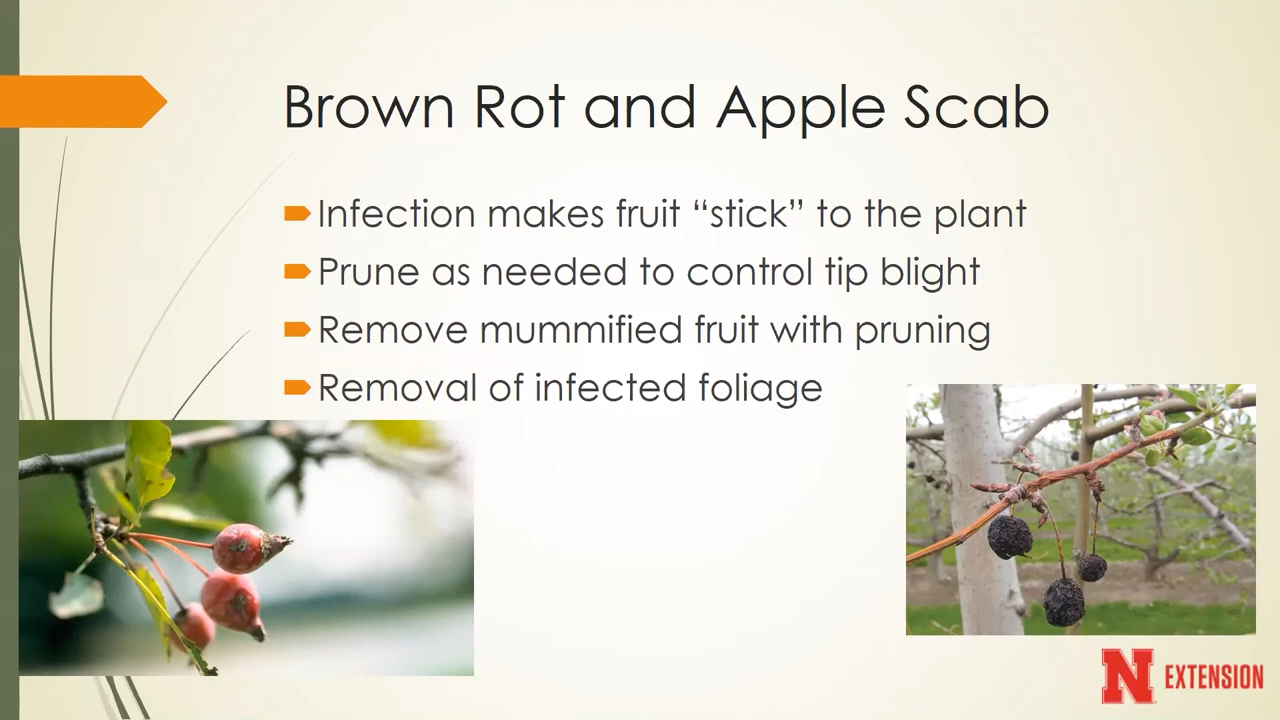 Brown Rot and Apple Scab
Infection makes fruit “stick” to the plant
Prune as needed to control tip blight
Remove mummified fruit with pruning
Removal of infected foliage
N EXTENSION